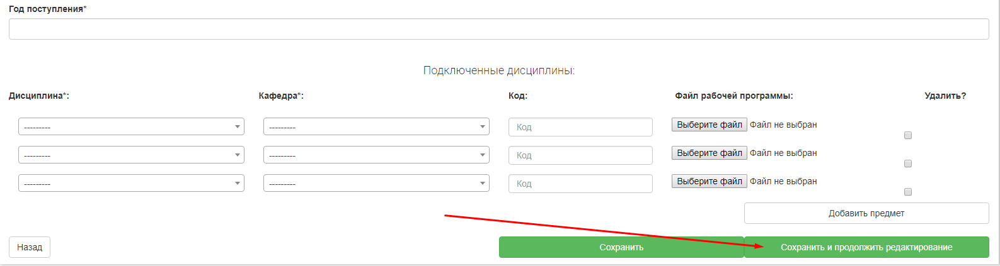 Год поступления*
Подключенные дисциплины:
Дисциплина*: Кафедра*: Код: Файл рабочей программы: Удалить?
--------- --------- Код Выберите файл Файл не выбран
--------- --------- Код Выберите файл Файл не выбран
--------- --------- Код Выберите файл Файл не выбран
Добавить предмет
Назад Сохранить Сохранить и продолжить редактирование